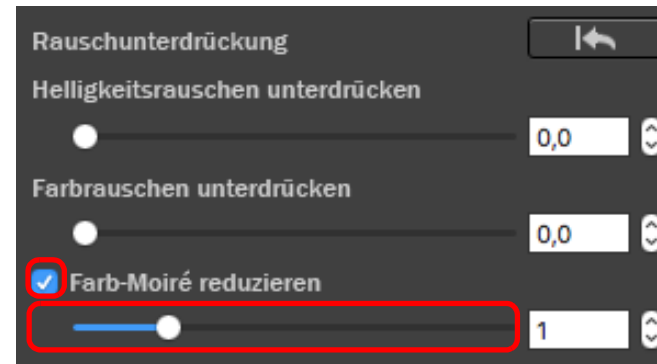 Rauschunterdrückung
Helligkeitsrauschen unterdrücken
0,0
Farbrauschen unterdrücken
0,0
Farb-Moiré reduzieren
1